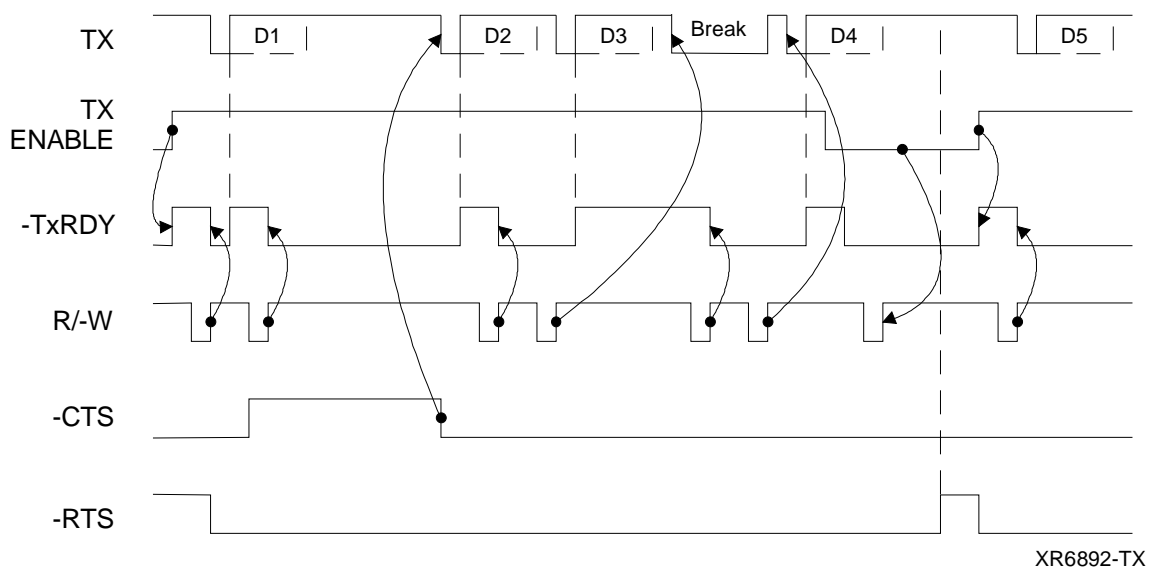 TX D1 D2 D3 Break D4 D5
TX
ENABLE
-TxRDY
R/-W
-CTS
-RTS
XR6892-TX